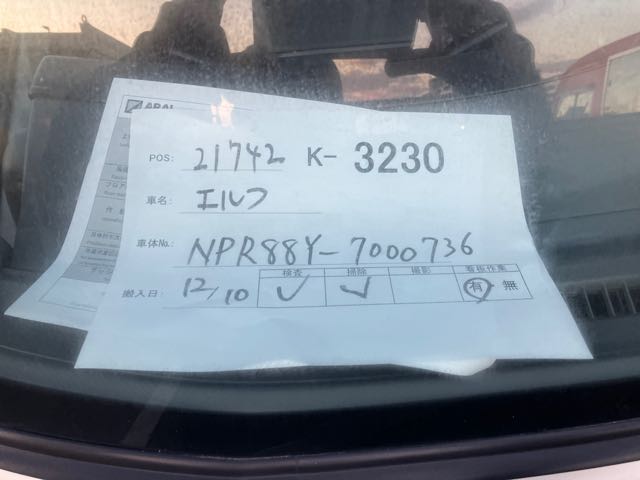 ARAI
POS: 21742 K- 3230
車名: エルフ
車体No.: NPR88Y-7000736
検査 掃除 撮影 看板作業
搬入日: 12/10 ✓ ✓ 有 無